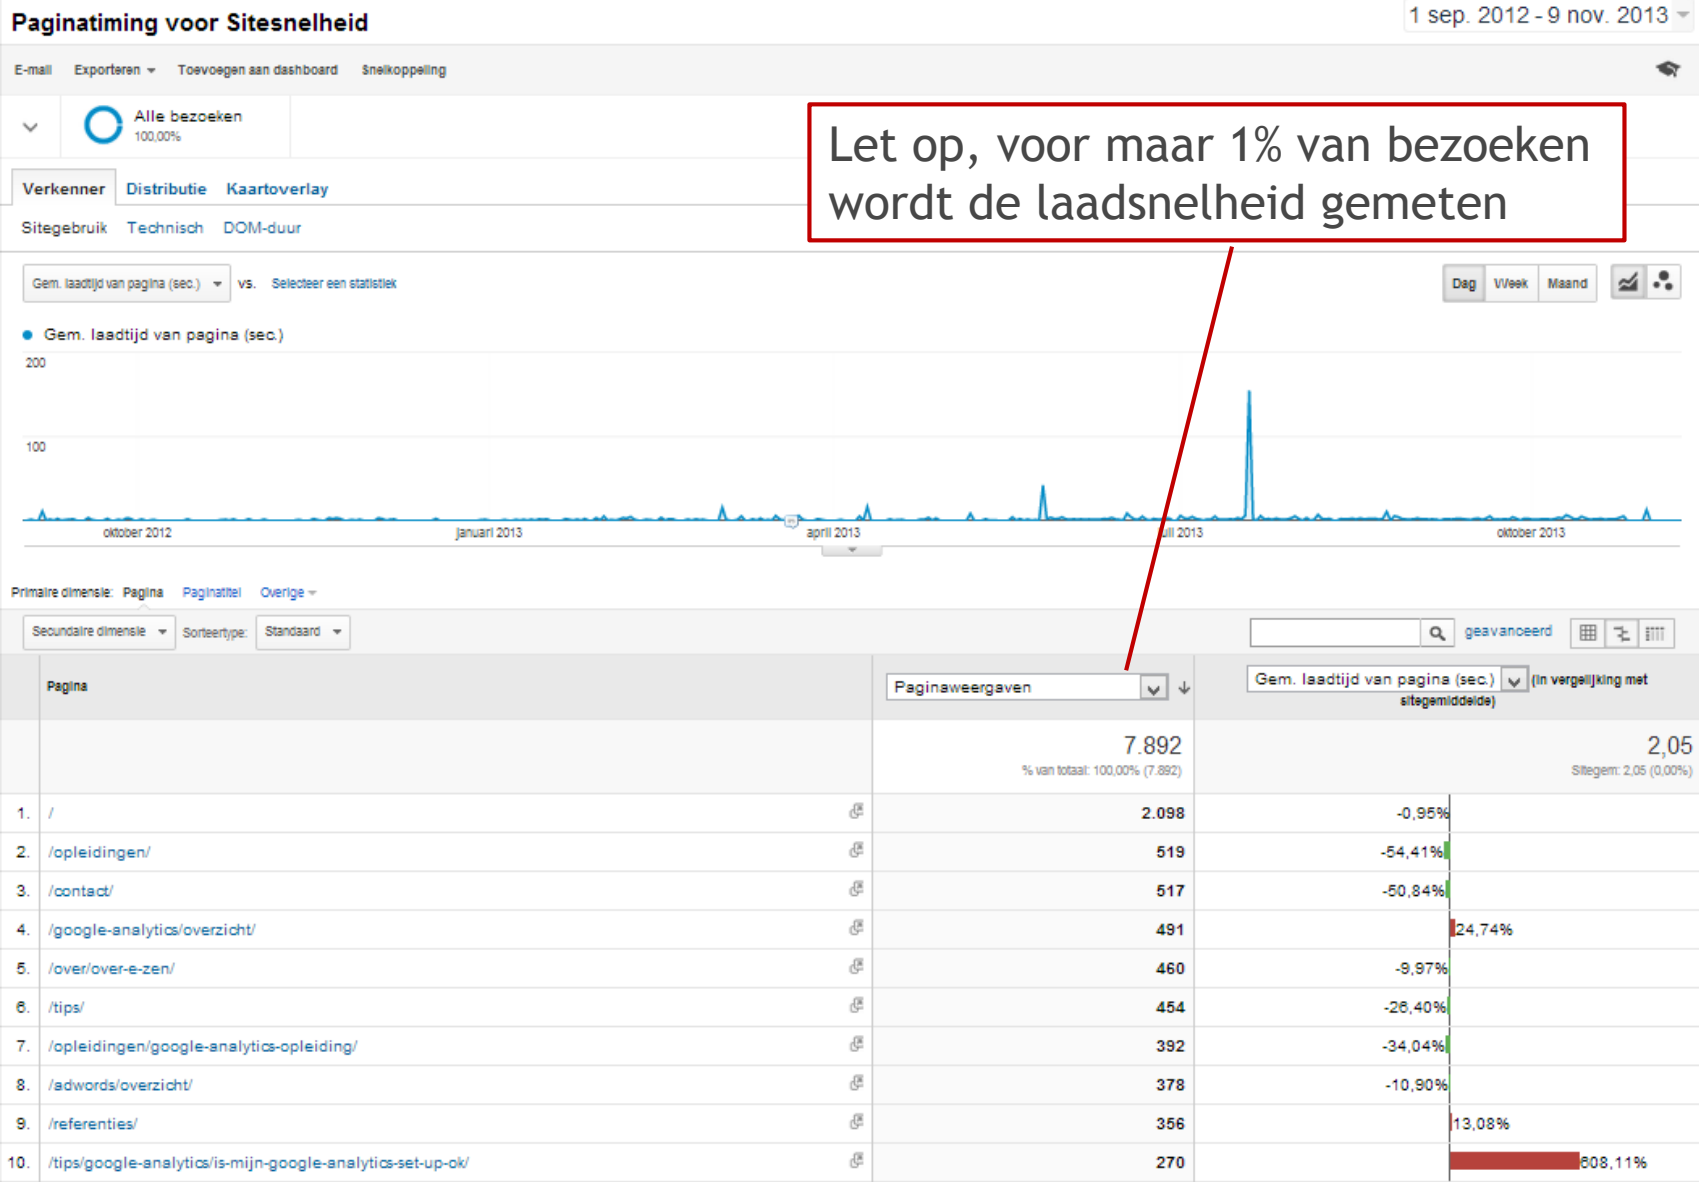 Paginatiming voor Sitesnelheid
1 sep. 2012 - 9 nov. 2013
E-mail Exporteren Toevoegen aan dashboard Snelkoppeling
Alle bezoeken
100,00%
Let op, voor maar 1% van bezoeken
wordt de laadsnelheid gemeten
Verkenner Distributie Kaartoverlay
Sitegebruik Technisch DOM-duur
Gem. laadtijd van pagina (sec.) vs. Selecteer een statistiek
Dag Week Maand
Gem. laadtijd van pagina (sec.)
200
100
oktober 2012 januari 2013 april 2013 2013 oktober 2013
Primaire dimensie: Pagina Paginatitel Overige
Secundaire dimensie Sorteertype: Standaard
geavanceerd
Pagina Paginaweergaven Gem. laadtijd van pagina (sec.) (in vergelijking met
sitegemiddelde)
7.892 2,05
% van totaal: 100,00% (7.892) Sitegem: 2,05 (0,00%)
1. / 2.098 -0,95%
2. /opleidingen/ 519 -54,41%
3. /contact/ 517 -50,84%
4. /google-analytics/overzicht/ 491 24,74%
5. /over/over-e-zen/ 460 -9,97%
6. /tips/ 454 -26,40%
7. /opleidingen/google-analytics-opleiding/ 392 -34,04%
8. /adwords/overzicht/ 378 -10,90%
9. /referenties/ 356 13,08%
10. /tips/google-analytics/is-mijn-google-analytics-set-up-ok/ 270 608,11%